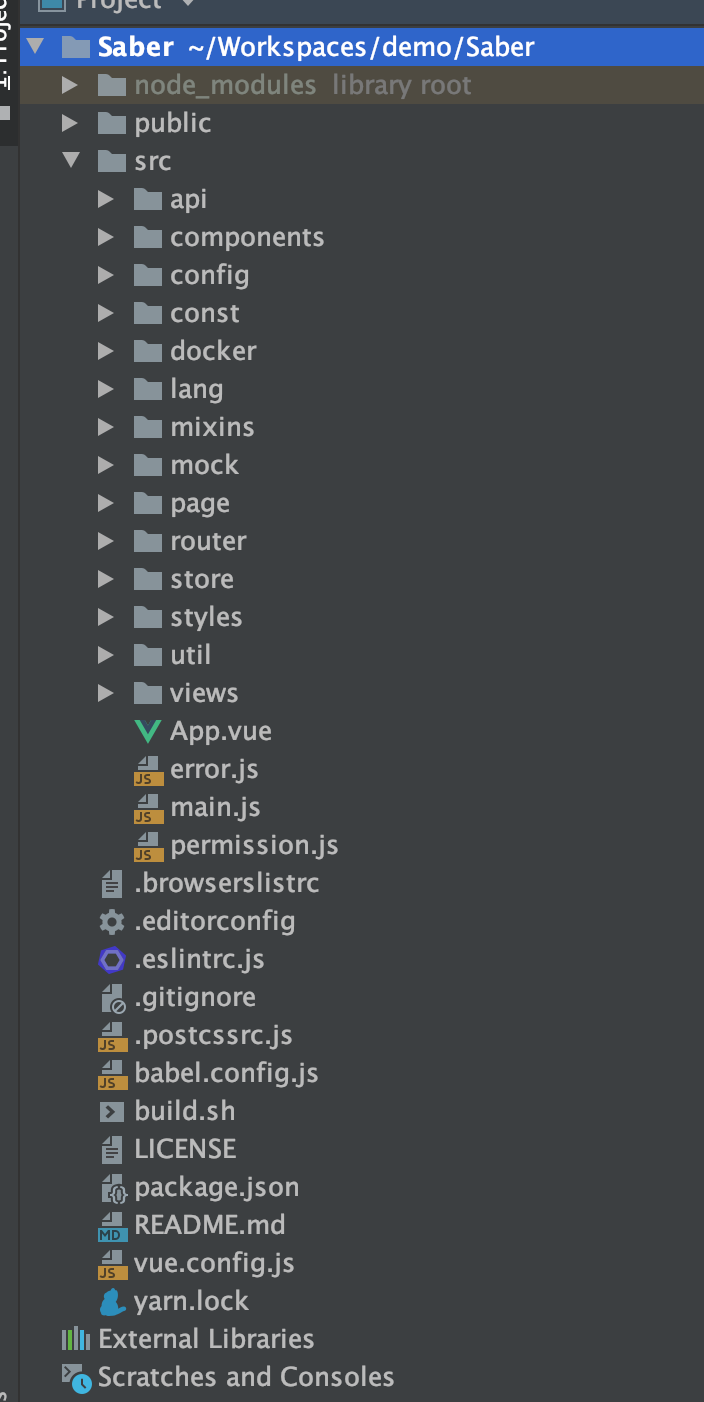 Project
1: Projec
Saber ~/Workspaces/demo/Saber
node_modules library root
public
src
api
components
config
const
docker
lang
mixins
mock
page
router
store
styles
util
views
App.vue
JS error.js
JS main.js
JS permission.js
.browserslistrc
.editorconfig
.eslintrc.js
.gitignore
JS .postcssrc.js
JS babel.config.js
build.sh
LICENSE
package.json
MD README.md
JS vue.config.js
yarn.lock
External Libraries
Scratches and Consoles